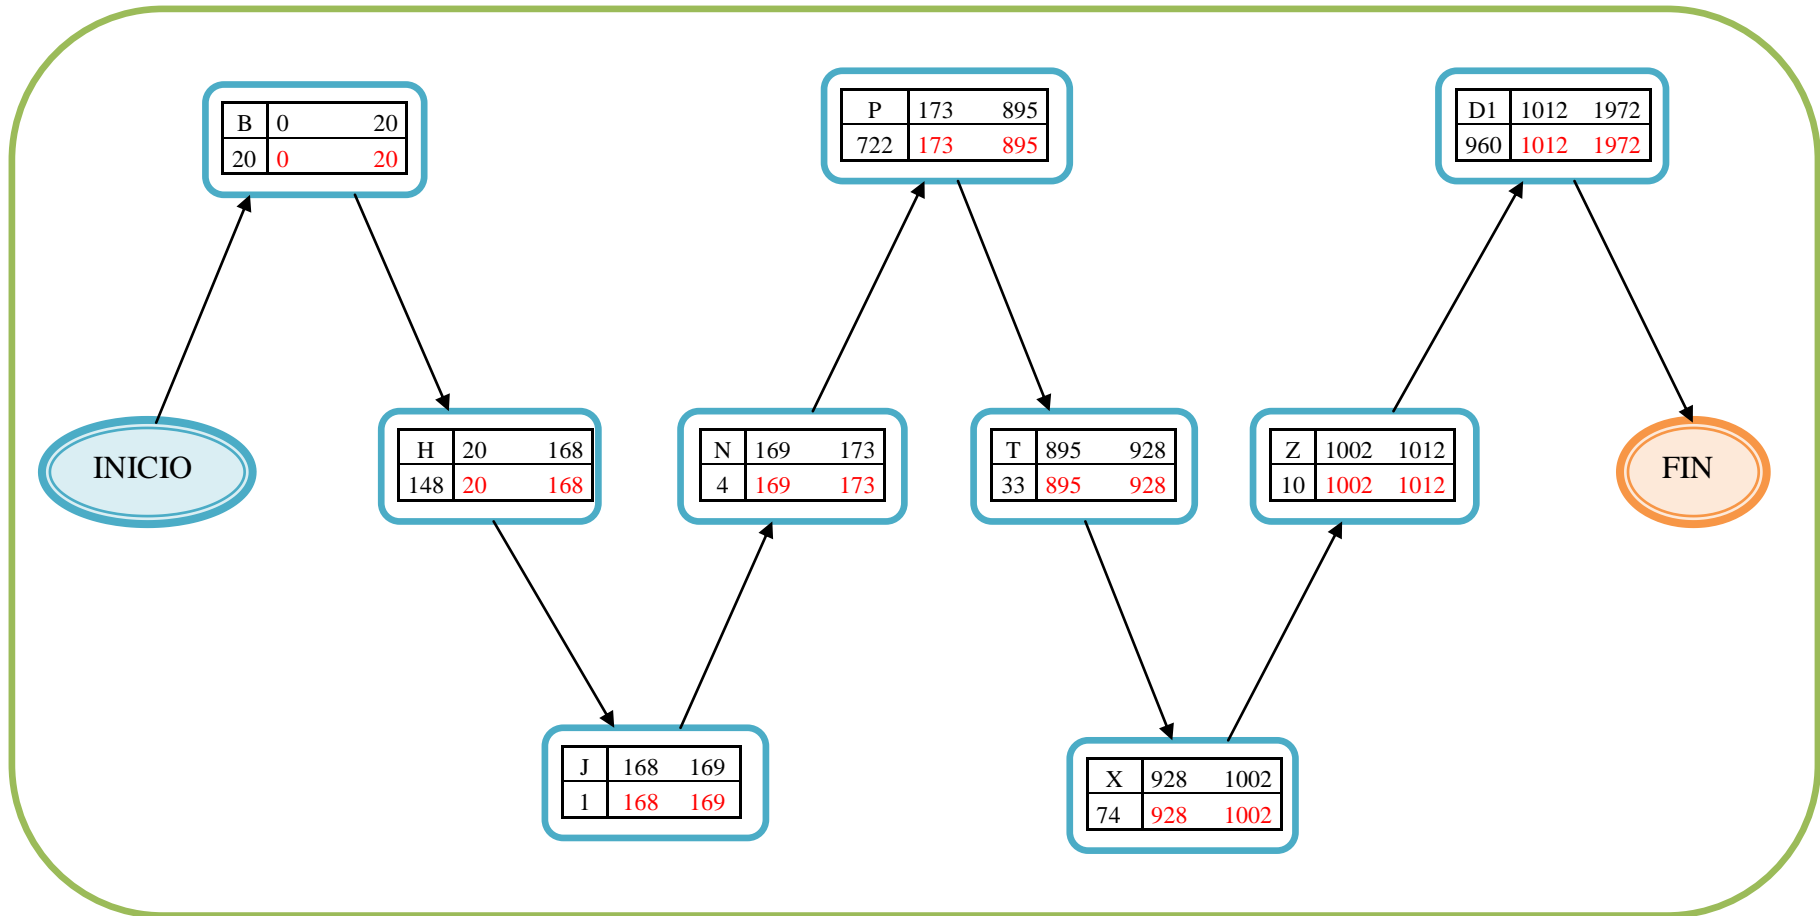 B 0 20
20 0 20
P 173 895
722 173 895
D1 1012 1972
960 1012 1972
INICIO
H 20 168
148 20 168
N 169 173
4 169 173
T 895 928
33 895 928
Z 1002 1012
10 1002 1012
FIN
J 168 169
1 168 169
X 928 1002
74 928 1002